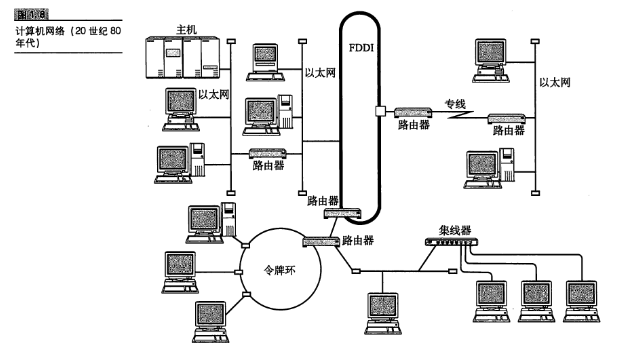 图1.6
计算机网络（20 世纪 80
年代）
主机
以太网
以太网
FDDI
以太网
专线
路由器
路由器
路由器
路由器
路由器
集线器
令牌环